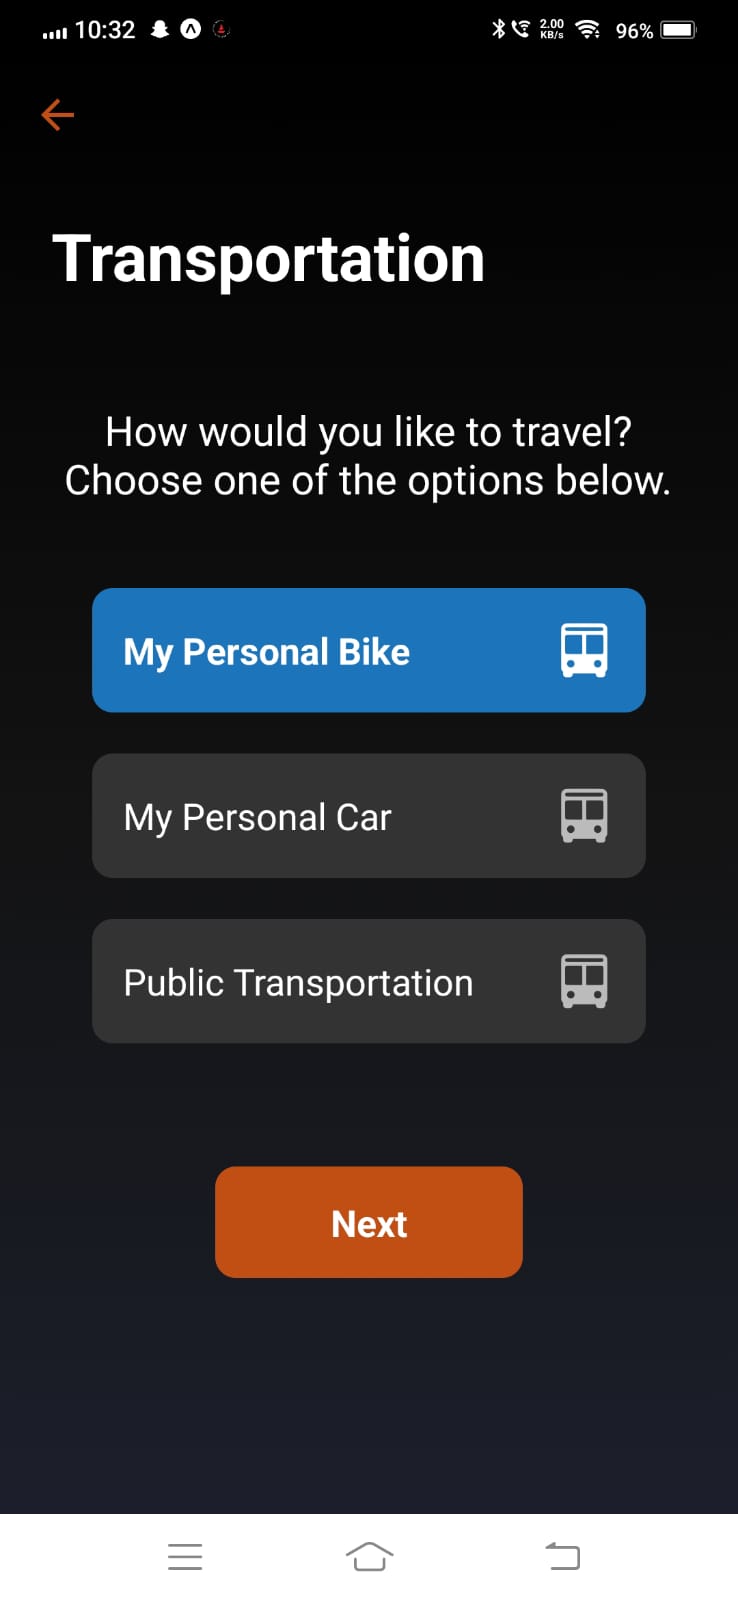 10:32
2.00
KB/s
96%
Transportation
How would you like to travel?
Choose one of the options below.
My Personal Bike
My Personal Car
Public Transportation
Next